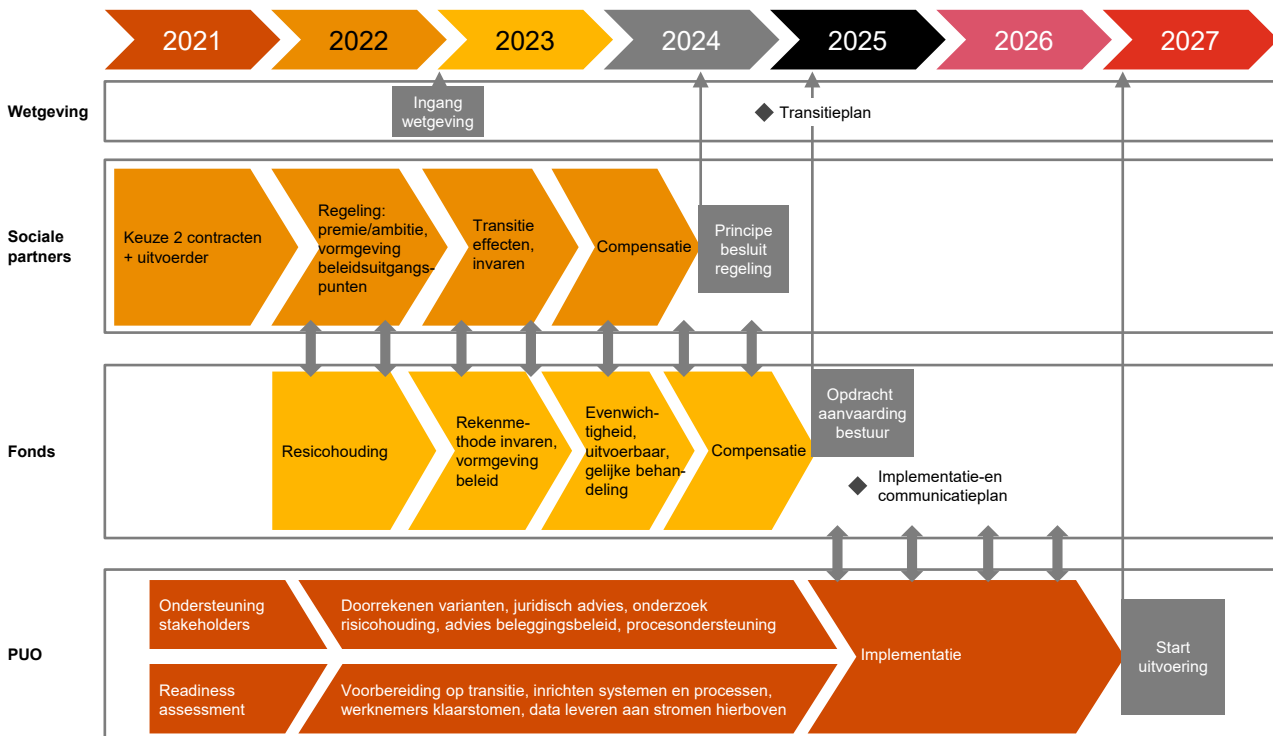 2021
2022
2023
2024
2025
2026
2027
Wetgeving
Ingang
wetgeving
Transitieplan
Sociale
partners
Keuze 2 contracten
+ uitvoerder
Regeling:
premie/ambitie,
vormgeving
beleidsuitgangs-
punten
Transitie
effecten,
invaren
Compensatie
Principe
besluit
regeling
Fonds
Resicohouding
Rekenme-
thode invaren,
vormgeving
beleid
Evenwich-
tigheid,
uitvoerbaar,
gelijke behan-
deling
Compensatie
Opdracht
aanvaarding
bestuur
Implementatie-en
communicatieplan
PUO
Ondersteuning
stakeholders
Doorrekenen varianten, juridisch advies, onderzoek
risicohouding, advies beleggingsbeleid, procesondersteuning
Readiness
assessment
Voorbereiding op transitie, inrichten systemen en processen,
werknemers klaarstomen, data leveren aan stromen hierboven
Implementatie
Start
uitvoering